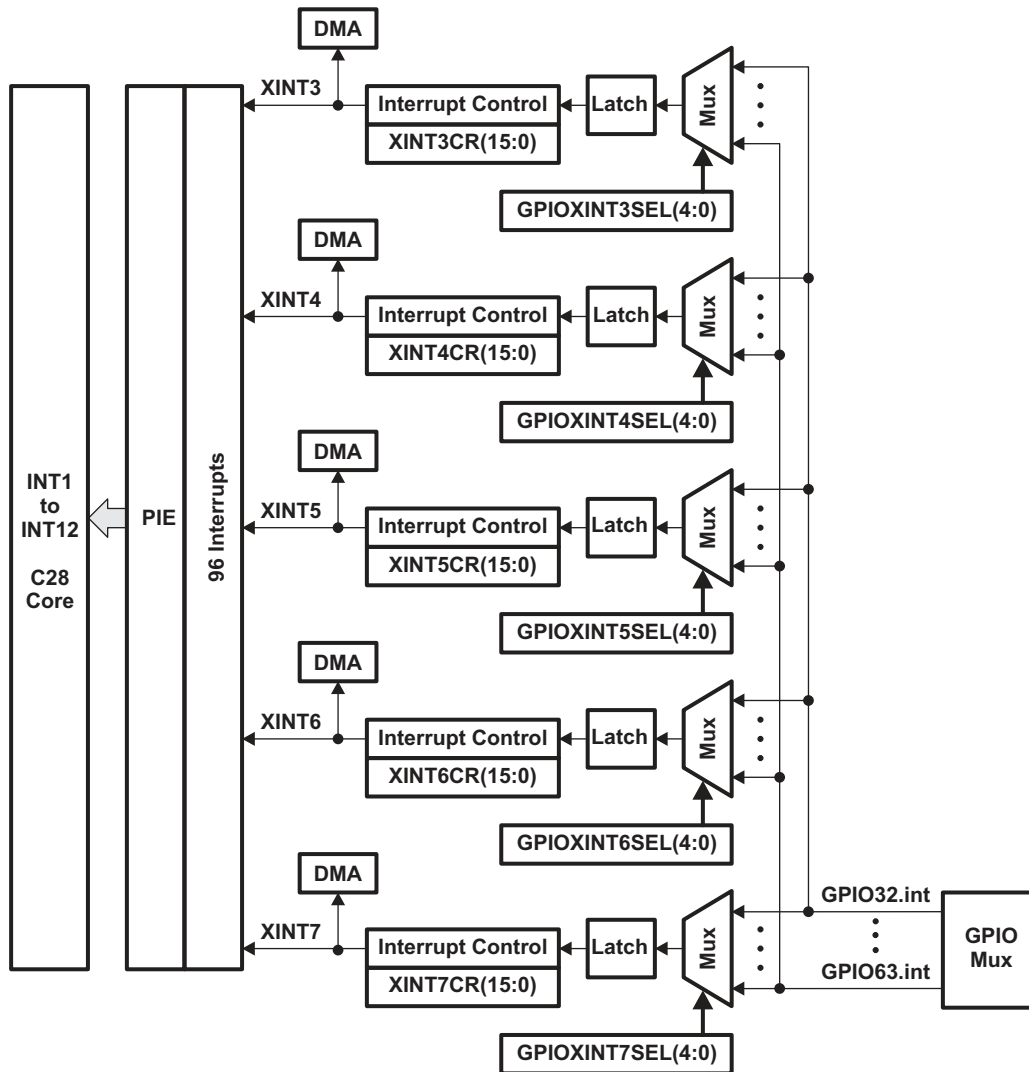 DMA
XINT3
Interrupt Control
XINT3CR(15:0)
Latch
Mux
GPIOXINT3SEL(4:0)
DMA
XINT4
Interrupt Control
XINT4CR(15:0)
Latch
Mux
GPIOXINT4SEL(4:0)
INT1
to
INT12
C28
Core
PIE
96 Interrupts
DMA
XINT5
Interrupt Control
XINT5CR(15:0)
Latch
Mux
GPIOXINT5SEL(4:0)
DMA
XINT6
Interrupt Control
XINT6CR(15:0)
Latch
Mux
GPIOXINT6SEL(4:0)
DMA
XINT7
Interrupt Control
XINT7CR(15:0)
Latch
Mux
GPIOXINT7SEL(4:0)
GPIO32.int
GPIO63.int
GPIO
Mux